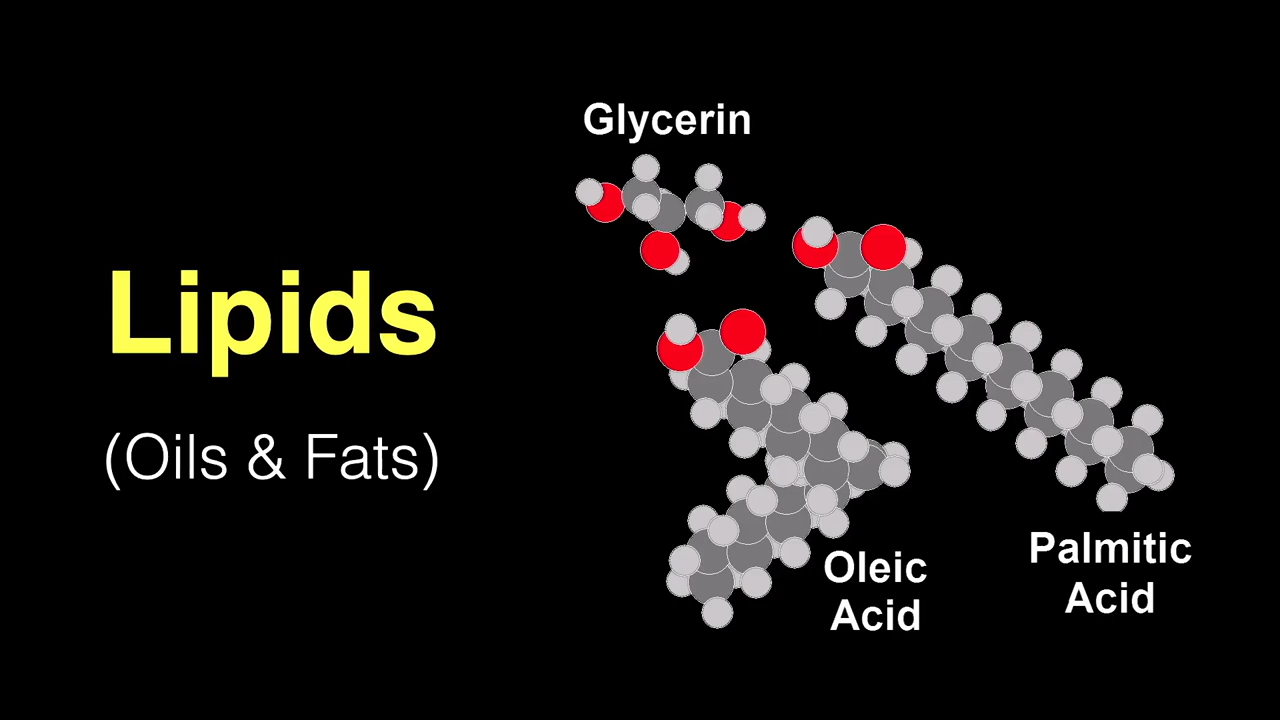 Glycerin
Lipids
(Oils & Fats)
Oleic
Acid
Palmitic
Acid